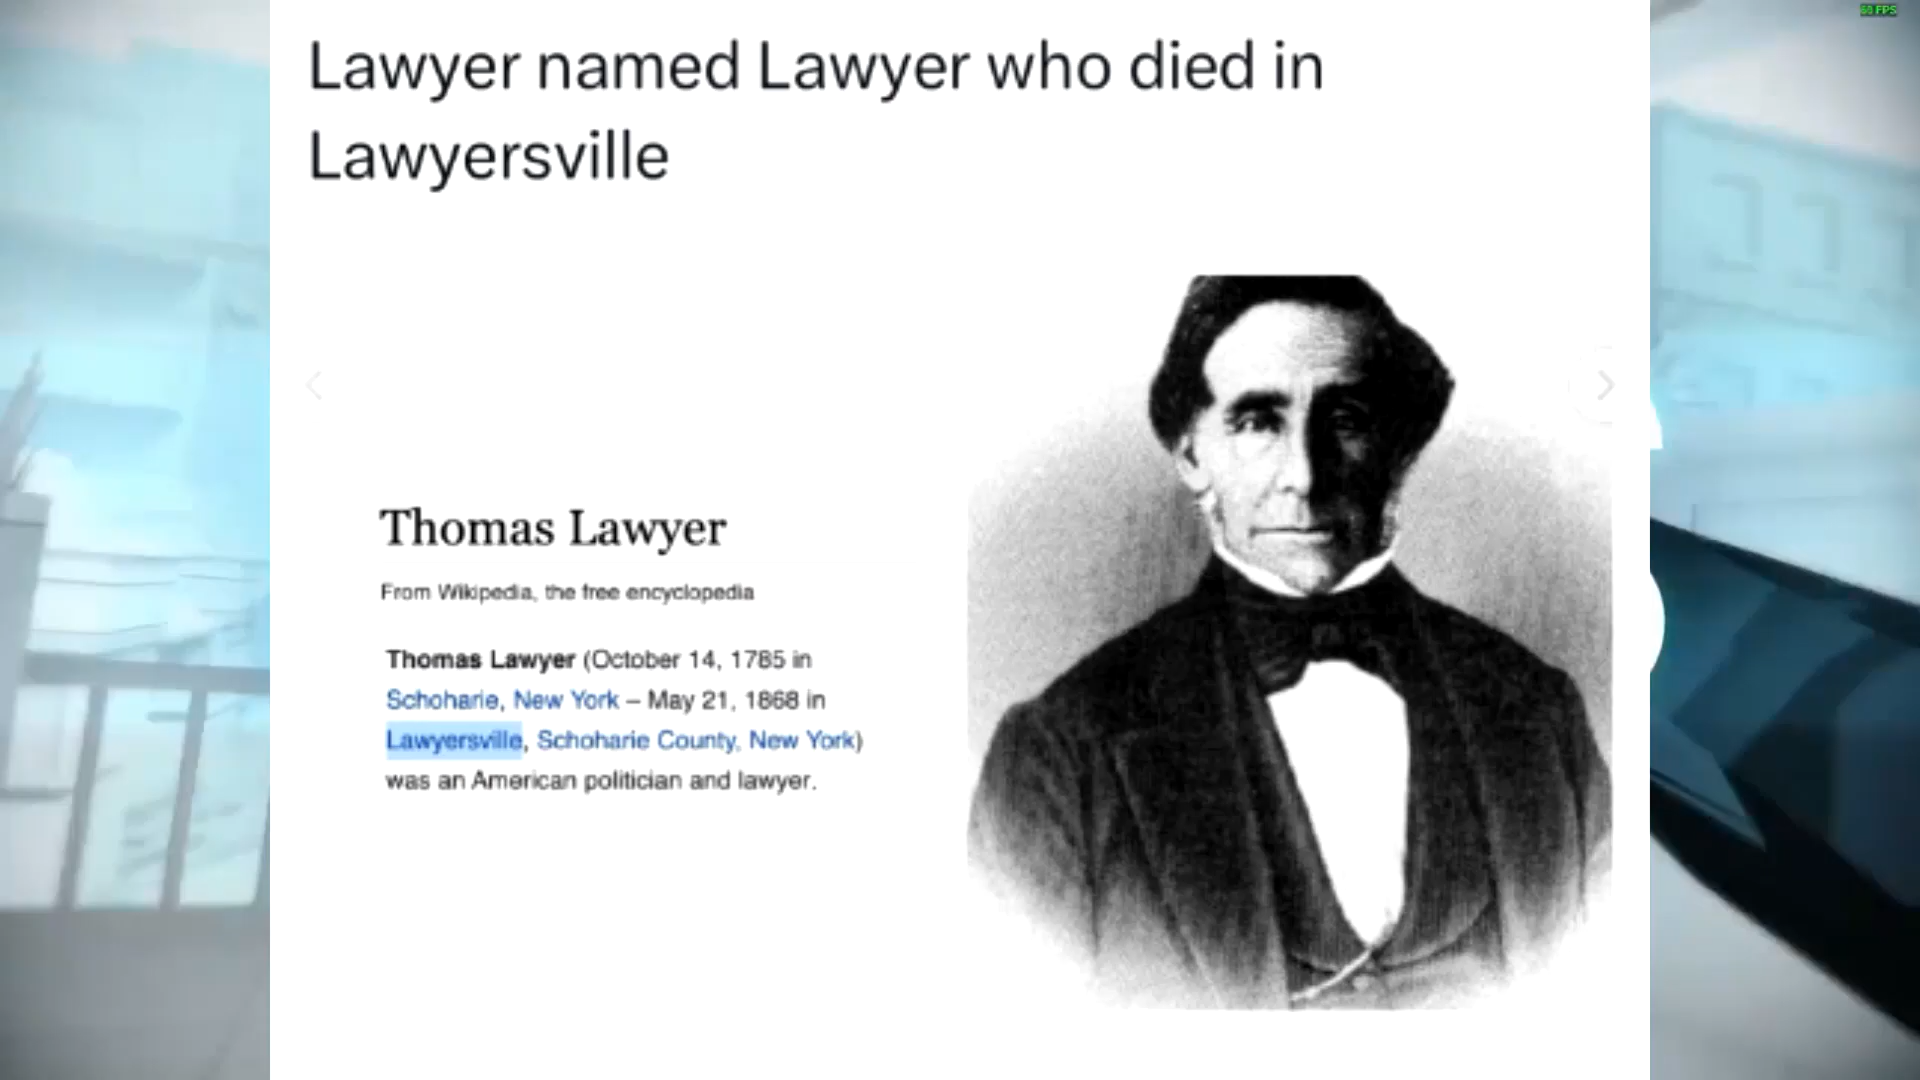 60 FPS
Lawyer named Lawyer who died in
Lawyersville
Thomas Lawyer
From Wikipedia, the free encyclopedia
Thomas Lawyer (October 14, 1785 in
Schoharie, New York – May 21, 1868 in
Lawyersville, Schoharie County, New York)
was an American politician and lawyer.